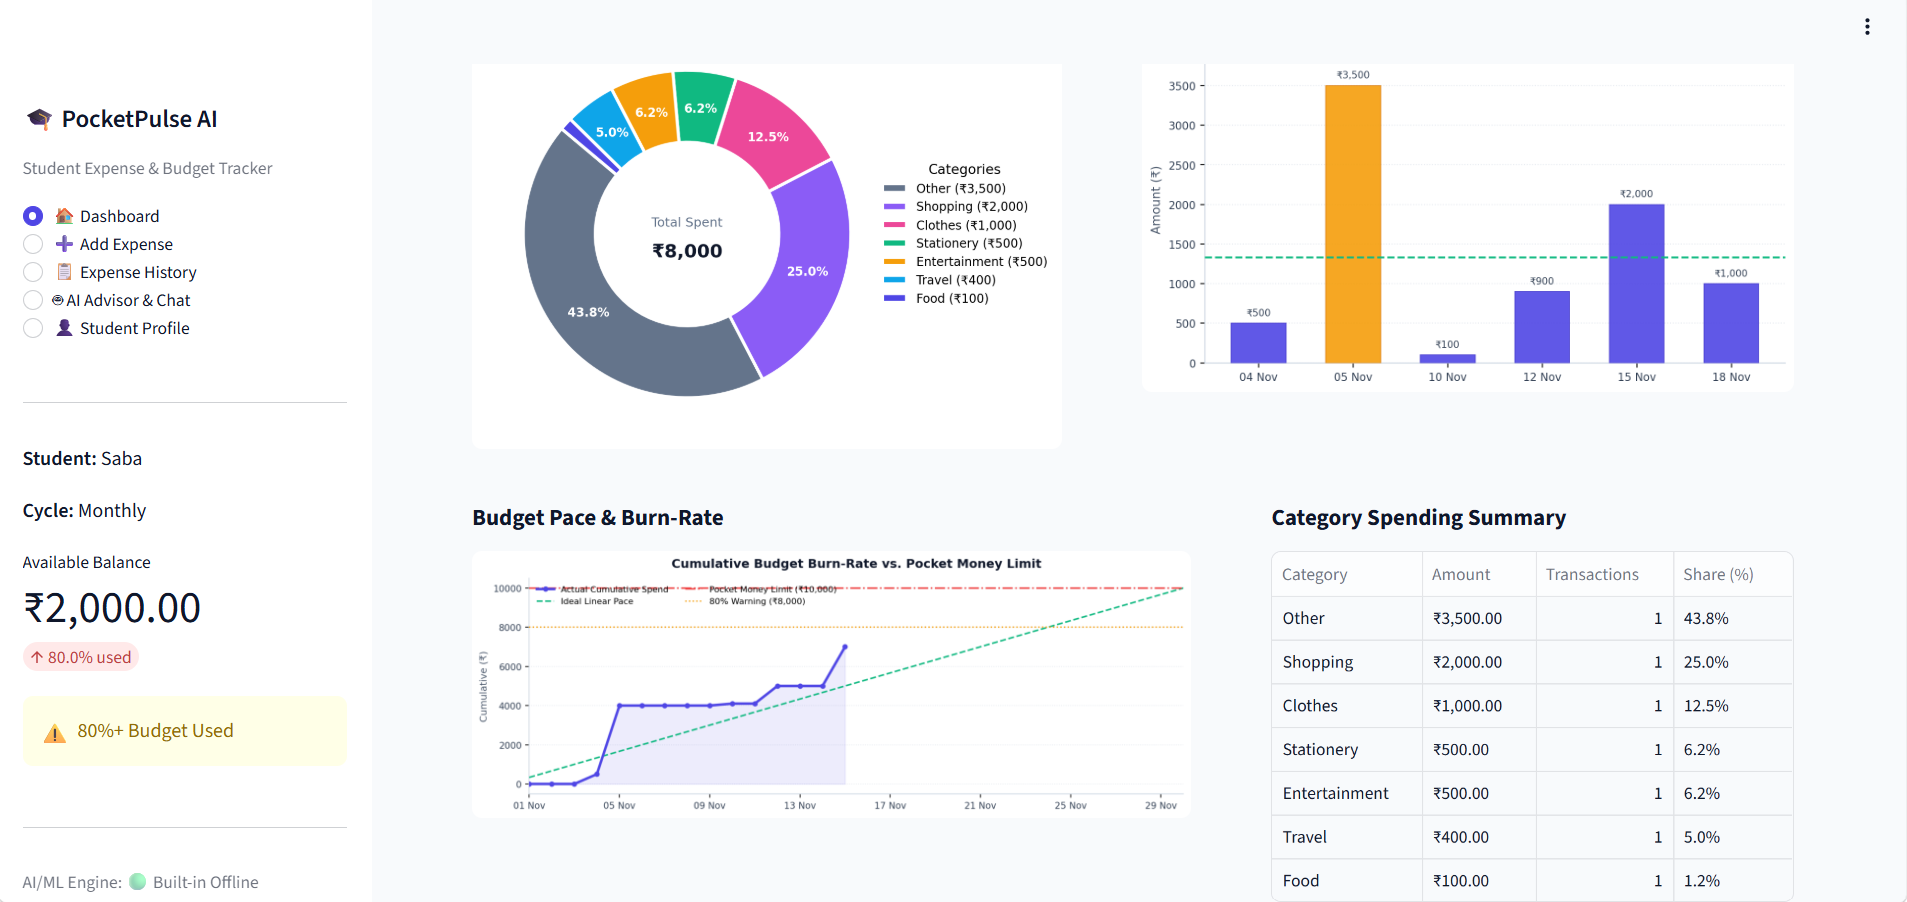 PocketPulse AI
Student Expense & Budget Tracker
Dashboard
Add Expense
Expense History
AI Advisor & Chat
Student Profile
Student: Saba
Cycle: Monthly
Available Balance
₹2,000.00
↑ 80.0% used
80%+ Budget Used
AI/ML Engine: Built-in Offline
6.2%
6.2%
5.0%
12.5%
25.0%
43.8%
Total Spent
₹8,000
Categories
Other (₹3,500)
Shopping (₹2,000)
Clothes (₹1,000)
Stationery (₹500)
Entertainment (₹500)
Travel (₹400)
Food (₹100)
Amount (₹)
3500
3000
2500
2000
1500
1000
500
0
₹500
₹3,500
₹100
₹900
₹2,000
₹1,000
04 Nov 05 Nov 10 Nov 12 Nov 15 Nov 18 Nov
Budget Pace & Burn-Rate
Cumulative Budget Burn-Rate vs. Pocket Money Limit
Actual Cumulative Spend
Ideal Linear Pace
Pocket Money Limit (₹10,000)
80% Warning (₹8,000)
Cumulative (₹)
10000
8000
6000
4000
2000
0
01 Nov 05 Nov 09 Nov 13 Nov 17 Nov 21 Nov 25 Nov 29 Nov
Category Spending Summary
Category Amount Transactions Share (%)
Other ₹3,500.00 1 43.8%
Shopping ₹2,000.00 1 25.0%
Clothes ₹1,000.00 1 12.5%
Stationery ₹500.00 1 6.2%
Entertainment ₹500.00 1 6.2%
Travel ₹400.00 1 5.0%
Food ₹100.00 1 1.2%